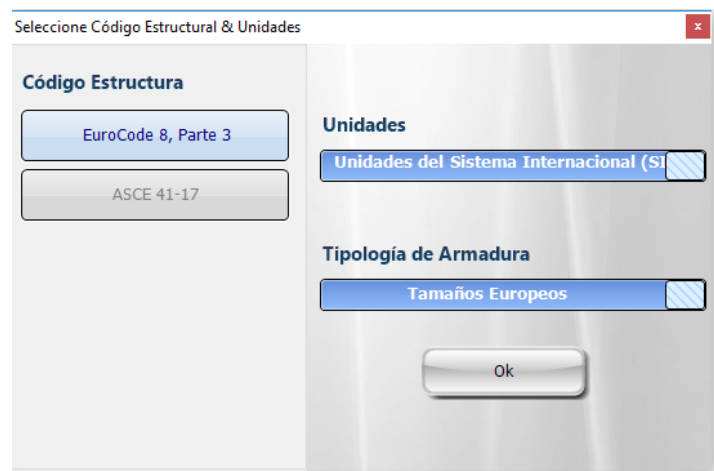 Seleccione Código Estructural & Unidades
x
Código Estructura
EuroCode 8, Parte 3
ASCE 41-17
Unidades
Unidades del Sistema Internacional (SI
Tipología de Armadura
Tamaños Europeos
Ok